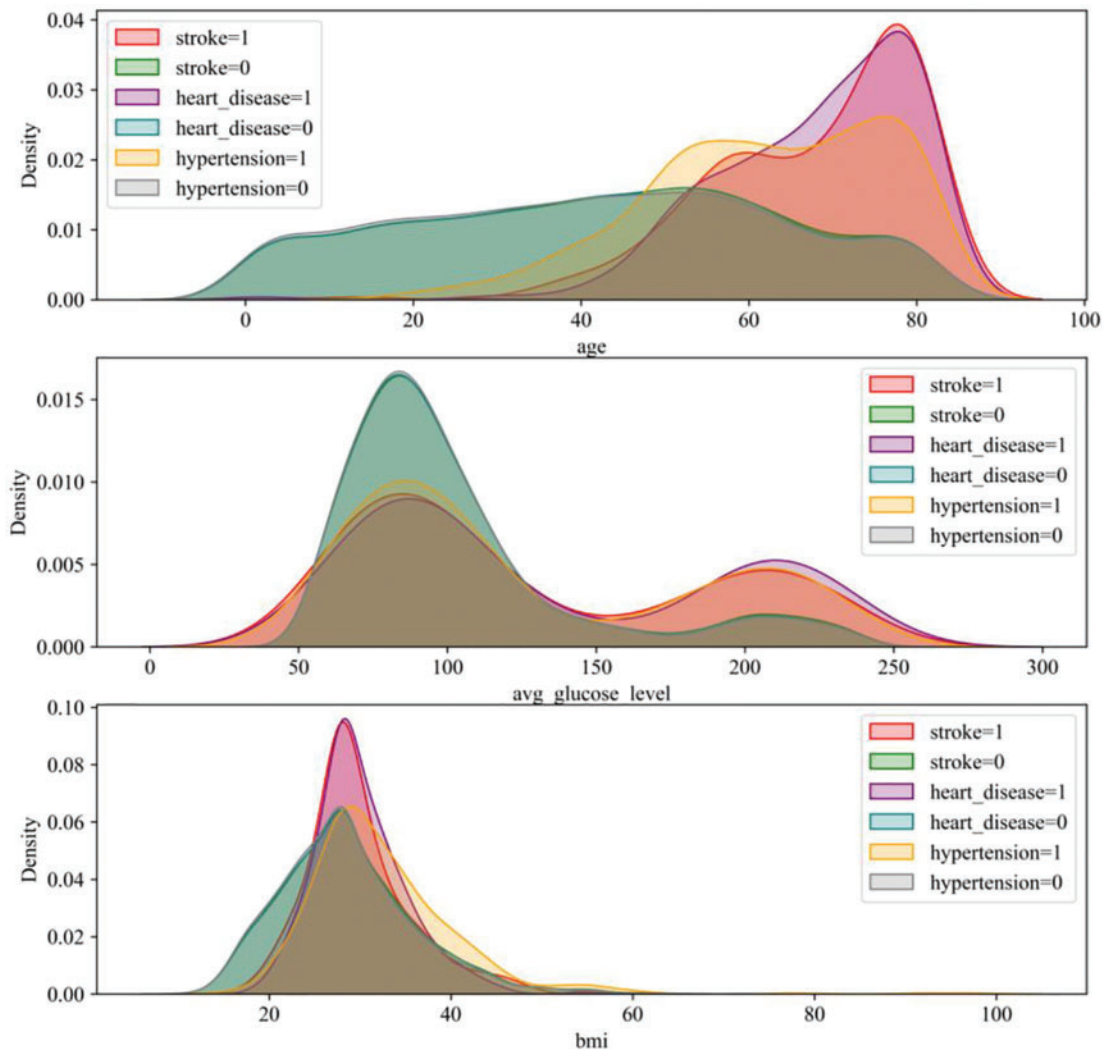 0.04
0.03
0.02
0.01
0.00
Density
stroke=1
stroke=0
heart_disease=1
heart_disease=0
hypertension=1
hypertension=0
0 20 40 60 80 100
age
0.015
0.010
0.005
0.000
Density
stroke=1
stroke=0
heart_disease=1
heart_disease=0
hypertension=1
hypertension=0
0 50 100 150 200 250 300
avg_glucose_level
0.10
0.08
0.06
0.04
0.02
0.00
Density
stroke=1
stroke=0
heart_disease=1
heart_disease=0
hypertension=1
hypertension=0
20 40 60 80 100
bmi